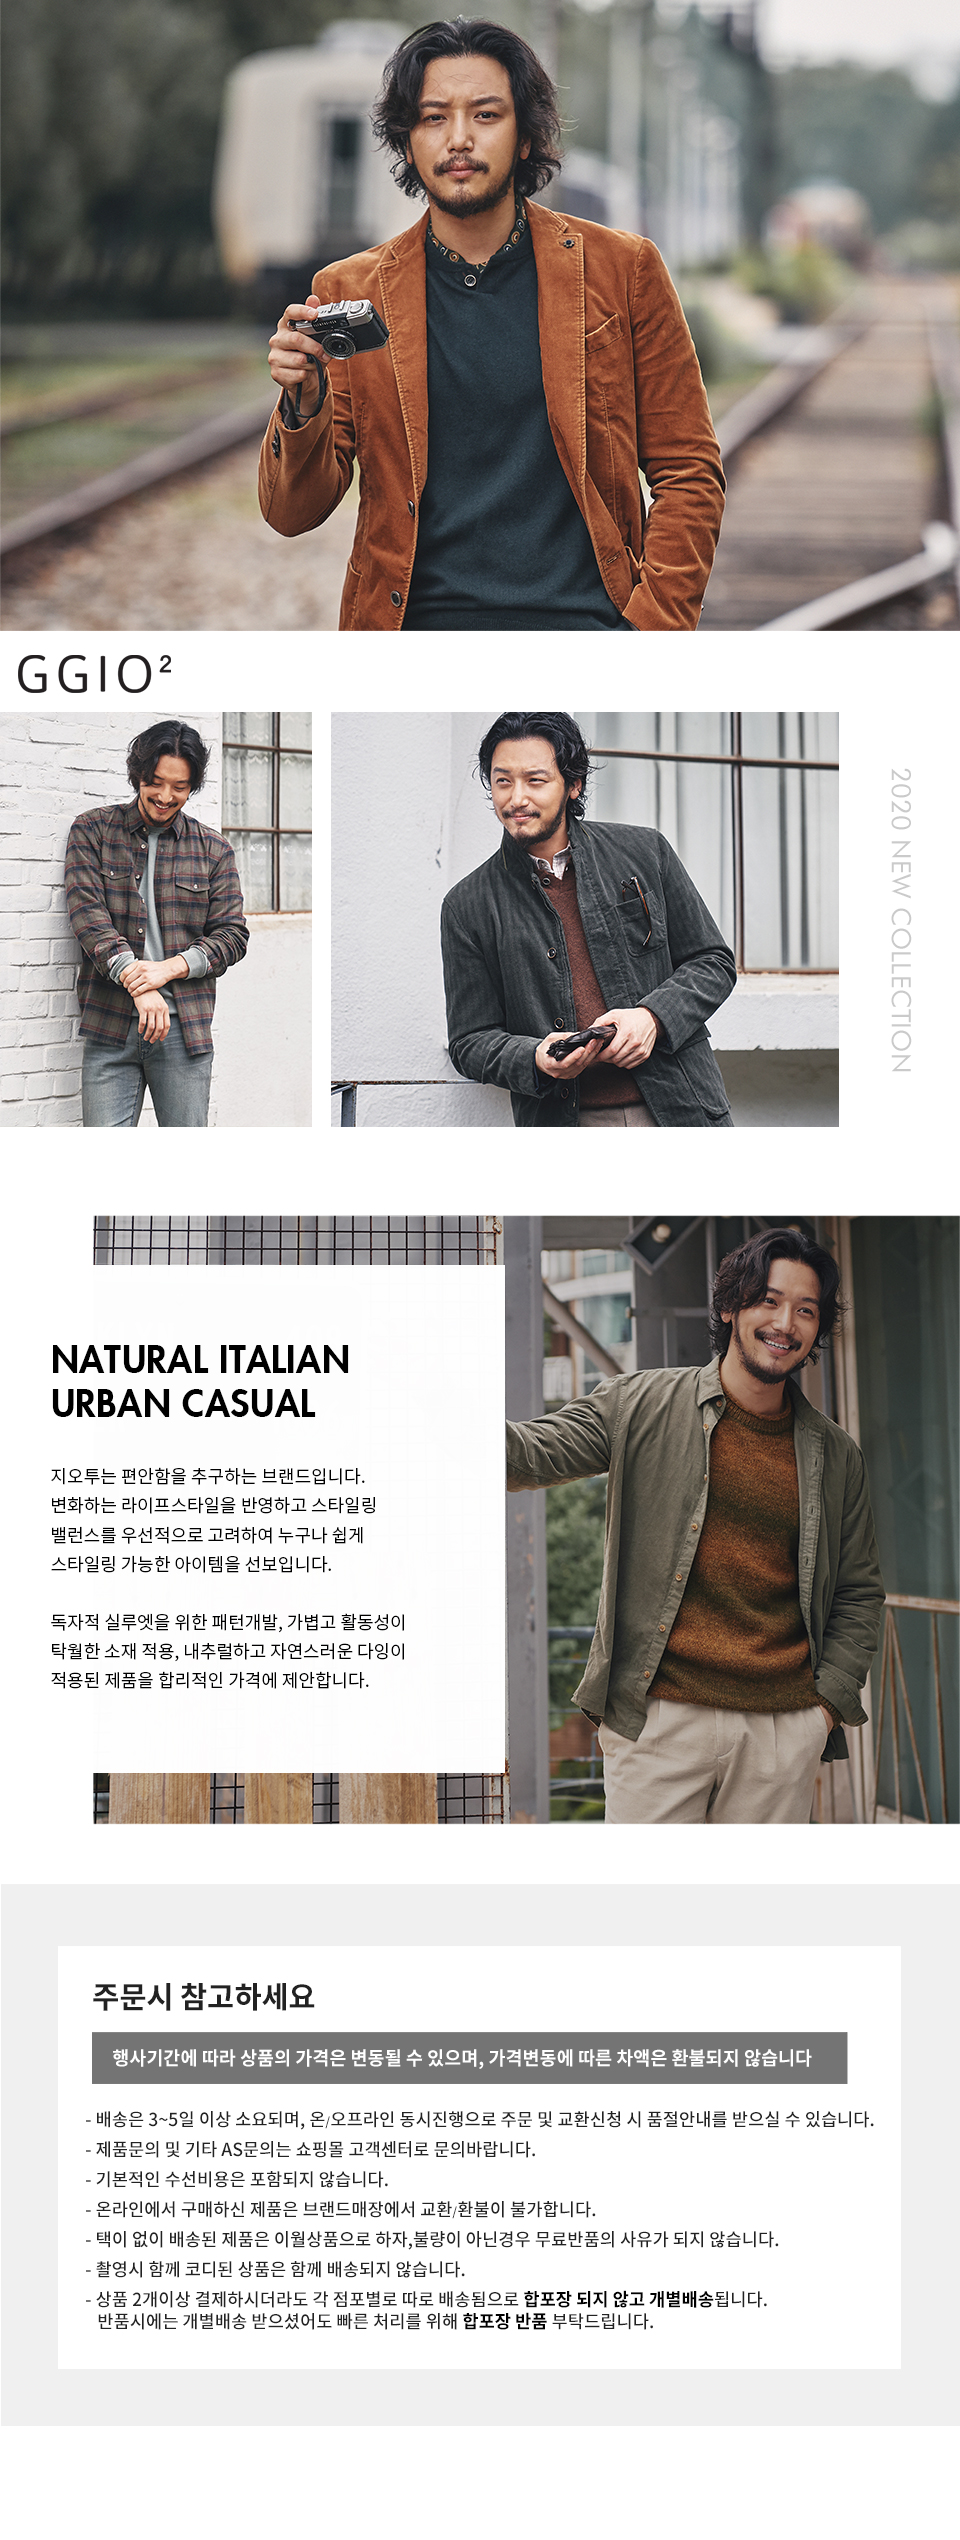 GGIO²
2020 NEW COLLECTION
NATURAL ITALIAN
URBAN CASUAL
지오투는 편안함을 추구하는 브랜드입니다.
변화하는 라이프스타일을 반영하고 스타일링
밸런스를 우선적으로 고려하여 누구나 쉽게
스타일링 가능한 아이템을 선보입니다.
독자적 실루엣을 위한 패턴개발, 가볍고 활동성이
탁월한 소재 적용, 내추럴하고 자연스러운 다잉이
적용된 제품을 합리적인 가격에 제안합니다.
주문시 참고하세요
행사기간에 따라 상품의 가격은 변동될 수 있으며, 가격변동에 따른 차액은 환불되지 않습니다
- 배송은 3~5일 이상 소요되며, 온/오프라인 동시진행으로 주문 및 교환신청 시 품절안내를 받으실 수 있습니다.
- 제품문의 및 기타 AS문의는 쇼핑몰 고객센터로 문의바랍니다.
- 기본적인 수선비용은 포함되지 않습니다.
- 온라인에서 구매하신 제품은 브랜드매장에서 교환/환불이 불가합니다.
- 택이 없이 배송된 제품은 이월상품으로 하자,불량이 아닌경우 무료반품의 사유가 되지 않습니다.
- 촬영시 함께 코디된 상품은 함께 배송되지 않습니다.
- 상품 2개이상 결제하시더라도 각 점포별로 따로 배송됨으로 합포장 되지 않고 개별배송됩니다.
반품시에는 개별배송 받으셨어도 빠른 처리를 위해 합포장 반품 부탁드립니다.